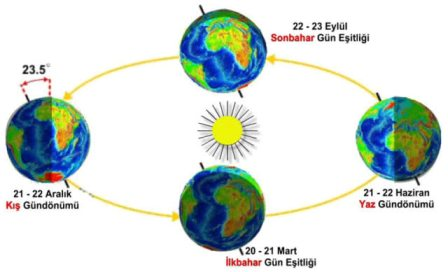 22 - 23 Eylül
Sonbahar Gün Eşitliği
23.5°
21 - 22 Aralık
Kış Gündönümü
21 - 22 Haziran
Yaz Gündönümü
20 - 21 Mart
İlkbahar Gün Eşitliği